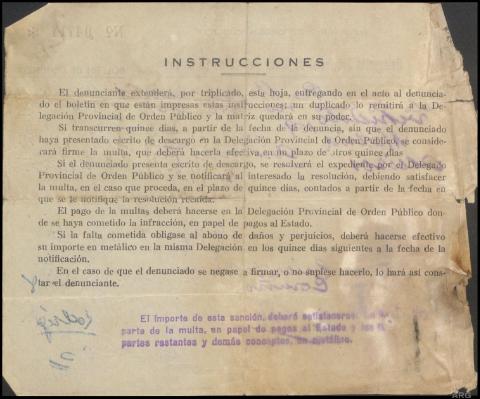 INSTRUCCIONES
El denunciante extenderá, por triplicado, esta hoja, entregando en el acto al denuncia-
do el boletín en que están impresas estas instrucciones; un duplicado lo remitirá a la De-
legación Provincial de Orden Público y la matriz quedará en su poder.
Si transcurren quince días, a partir de la fecha de la denuncia, sin que el denunciado
haya presentado escrito de descargo en la Delegación Provincial de Orden Público, se conside-
rará firme la multa, que deberá hacerla efectiva en un plazo de otros quince días
Si el denunciado presenta escrito de descargo, se resolverá el expediente por el Delegado
Provincial de Orden Público y se notificará al interesado la resolución, debiendo satisfacer
la multa, en el caso que proceda, en el plazo de quince días, contados a partir de la fecha en
que se le notifique la resolución recaída.
El pago de la multas deberá hacerse en la Delegación Provincial de Orden Público don-
de se haya cometido la infracción, en papel de pagos al Estado.
Si la falta cometida obligase al abono de daños y perjuicios, deberá hacerse efectivo
su importe en metálico en la misma Delegación en los quince días siguientes a la fecha de la
notificación.
En el caso de que el denunciado se negase a firmar, o no supiese hacerlo, lo hará así cons-
tar el denunciante.
El importe de esta sanción, deberá satisfacerse
parte de la multa, en papel de pagos al Estado y las
partes restantes y demás conceptos, en metálico.
ARG